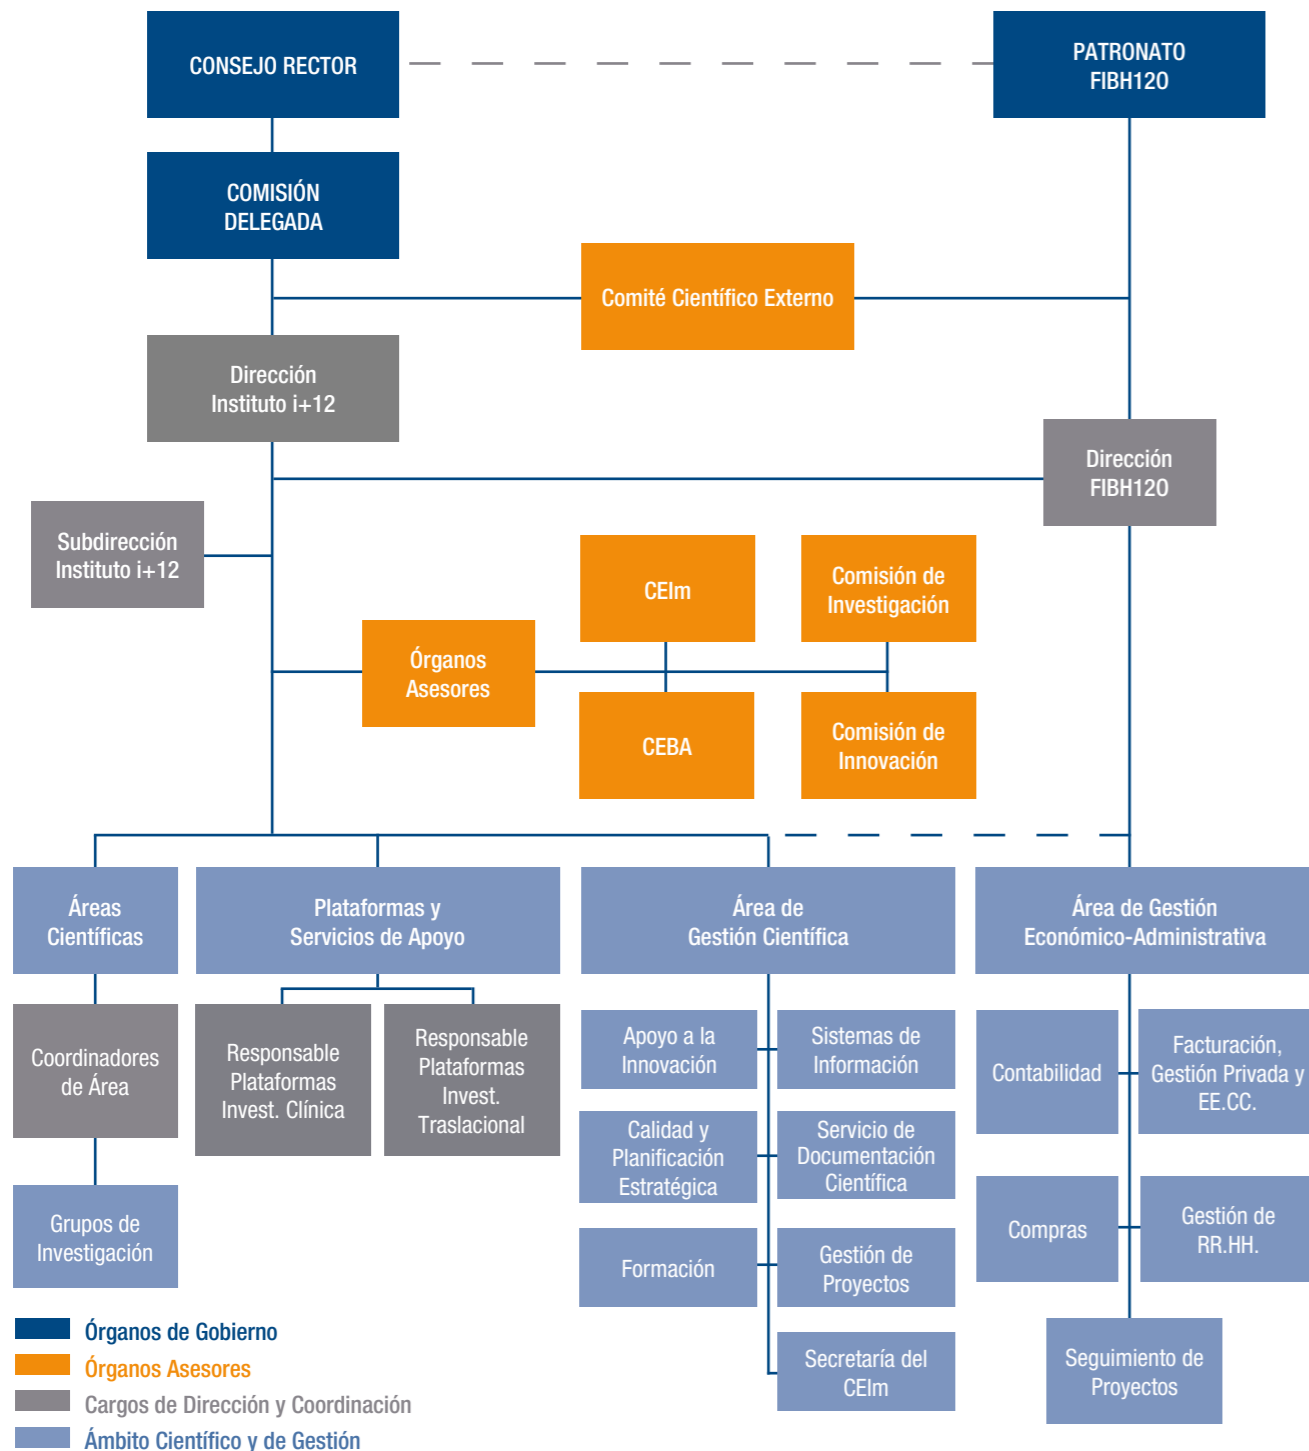 CONSEJO RECTOR
PATRONATO
FIBH12O
COMISIÓN
DELEGADA
Comité Científico Externo
Dirección
Instituto i+12
Dirección
FIBH12O
Subdirección
Instituto i+12
CEIm
Comisión de
Investigación
Órganos
Asesores
CEBA
Comisión de
Innovación
Áreas
Científicas
Plataformas y
Servicios de Apoyo
Área de
Gestión Científica
Área de Gestión
Económico-Administrativa
Coordinadores
de Área
Responsable
Plataformas
Invest. Clínica
Responsable
Plataformas
Invest.
Traslacional
Apoyo a la
Innovación
Sistemas de
Información
Contabilidad
Facturación,
Gestión Privada y
EE.CC.
Calidad y
Planificación
Estratégica
Servicio de
Documentación
Científica
Grupos de
Investigación
Formación
Gestión de
Proyectos
Compras
Gestión de
RR.HH.
Secretaría del
CEIm
Seguimiento de
Proyectos
Órganos de Gobierno
Órganos Asesores
Cargos de Dirección y Coordinación
Ámbito Científico y de Gestión